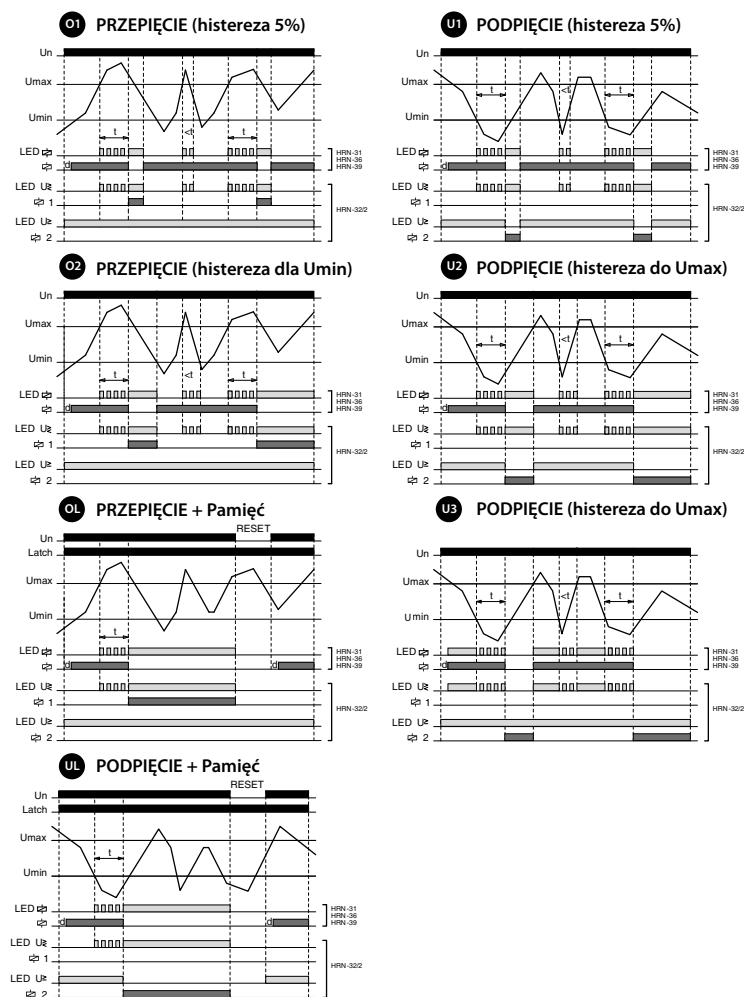 O1 PRZEPIĘCIE (histereza 5%)
Un
Umax
Umin
t
<t
t
LED
d
HRN-31
HRN-36
HRN-39
LED U≥
1
LED U≥
2
HRN-32/2
U1 PODPIĘCIE (histereza 5%)
Un
Umax
Umin
t
<t
t
LED
d
HRN-31
HRN-36
HRN-39
LED U≥
1
LED U≥
2
HRN-32/2
O2 PRZEPIĘCIE (histereza dla Umin)
Un
Umax
Umin
t
<t
t
LED
d
HRN-31
HRN-36
HRN-39
LED U≥
1
LED U≥
2
HRN-32/2
U2 PODPIĘCIE (histereza do Umax)
Un
Umax
Umin
t
<t
t
LED
d
HRN-31
HRN-36
HRN-39
LED U≥
1
LED U≥
2
HRN-32/2
OL PRZEPIĘCIE + Pamięć
RESET
Un
Latch
Umax
Umin
t
LED
d
d
HRN-31
HRN-36
HRN-39
LED U≥
1
LED U≥
2
HRN-32/2
U3 PODPIĘCIE (histereza do Umax)
Un
Umax
Umin
t
<t
t
LED
d
HRN-31
HRN-36
HRN-39
LED U≥
1
LED U≥
2
HRN-32/2
UL PODPIĘCIE + Pamięć
RESET
Un
Latch
Umax
Umin
t
LED
d
d
HRN-31
HRN-36
HRN-39
LED U≥
1
LED U≥
2
HRN-32/2